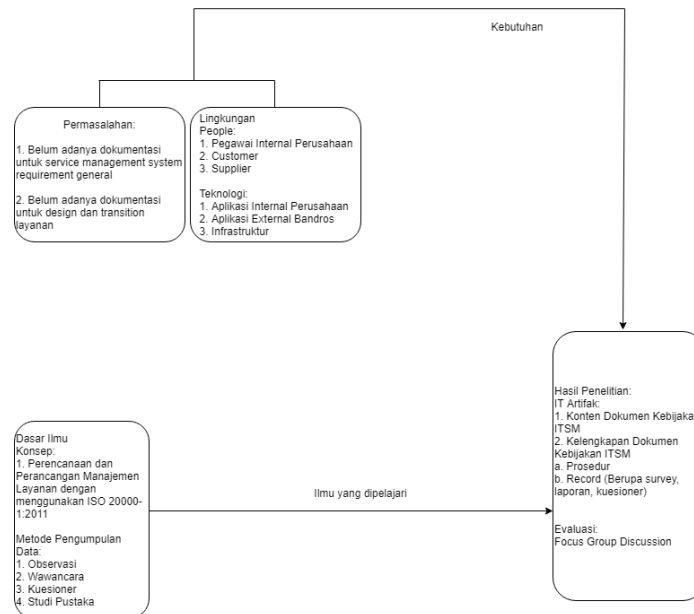 Kebutuhan
Permasalahan:
1. Belum adanya dokumentasi
untuk service management system
requirement general
2. Belum adanya dokumentasi
untuk design dan transition
layanan
Lingkungan
People:
1. Pegawai Internal Perusahaan
2. Customer
3. Supplier
Teknologi:
1. Aplikasi Internal Perusahaan
2. Aplikasi External Bandros
3. Infrastruktur
Dasar Ilmu
Konsep:
1. Perencanaan dan
Perancangan Manajemen
Layanan dengan
menggunakan ISO 20000-
1:2011
Metode Pengumpulan
Data:
1. Observasi
2. Wawancara
3. Kuesioner
4. Studi Pustaka
Ilmu yang dipelajari
Hasil Penelitian:
IT Artifak:
1. Konten Dokumen Kebijaka
ITSM
2. Kelengkapan Dokumen
Kebijakan ITSM
a. Prosedur
b. Record (Berupa survey,
laporan, kuesioner)
Evaluasi:
Focus Group Discussion